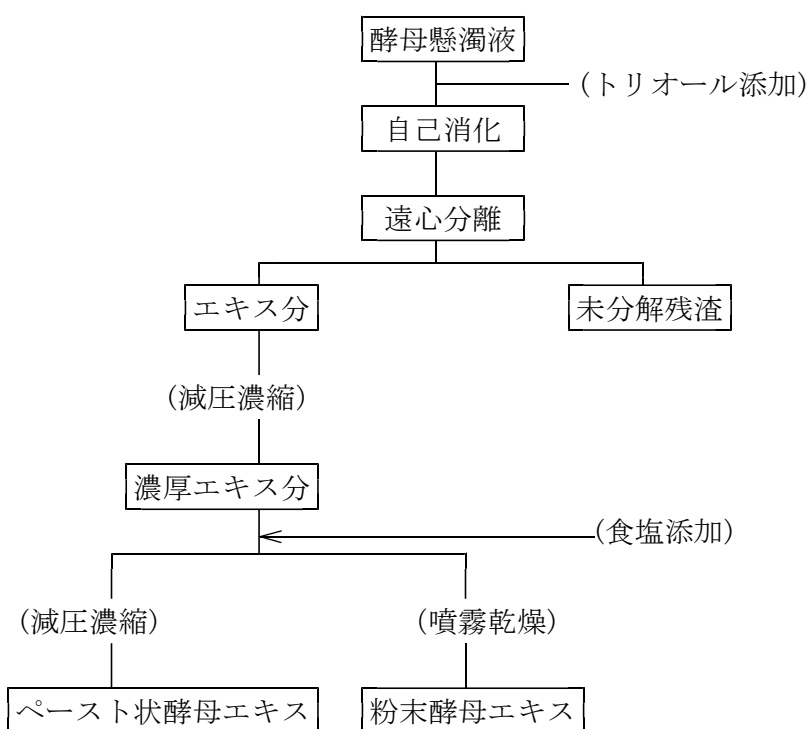 酵母懸濁液
(トリオール添加)
自己消化
遠心分離
エキス分
未分解残渣
(減圧濃縮)
濃厚エキス分
(食塩添加)
(減圧濃縮)
(噴霧乾燥)
ペースト状酵母エキス
粉末酵母エキス